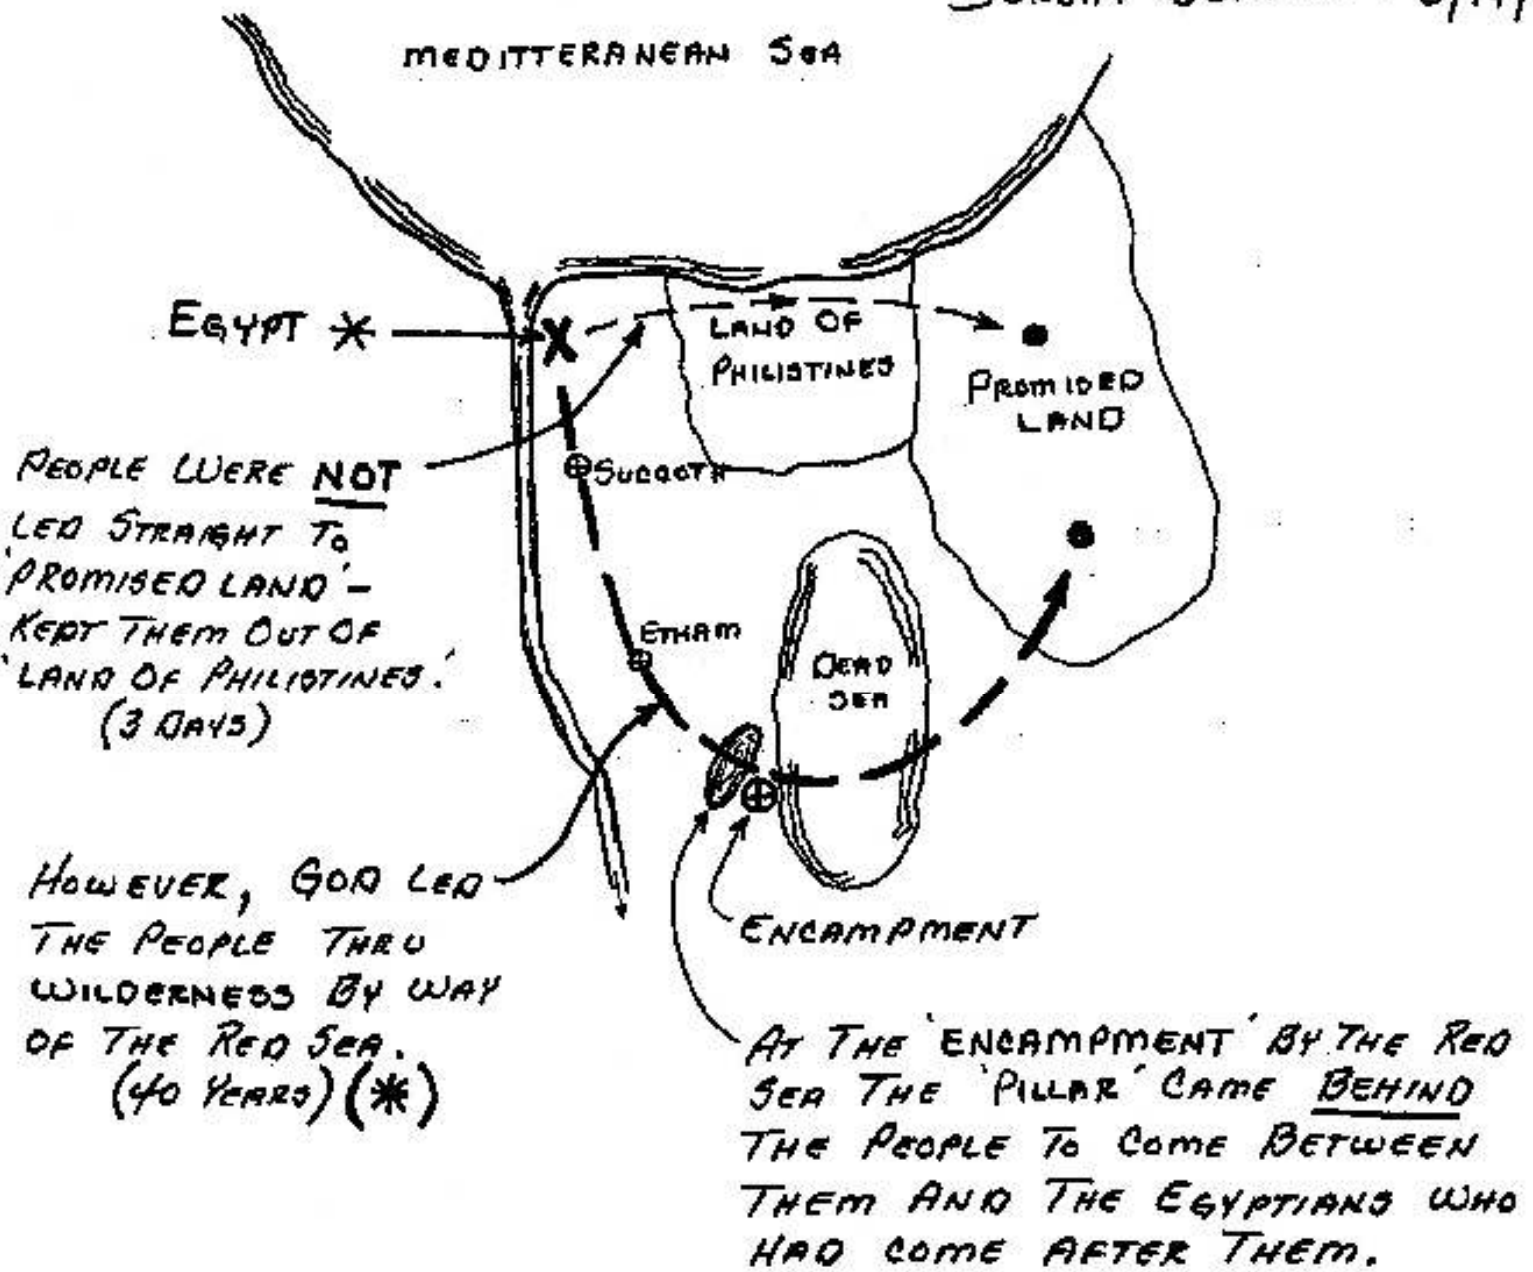 MEDITTERANEAN SEA
EGYPT *
X
LAND OF
PHILISTINES
PROMISED
LAND
PEOPLE WERE NOT
LED STRAIGHT TO
'PROMISED LAND' -
KEPT THEM OUT OF
'LAND OF PHILISTINES.'
(3 DAYS)
SUCCOTH
ETHAM
DEAD
SEA
HOWEVER, GOD LED
THE PEOPLE THRU
WILDERNESS BY WAY
OF THE RED SEA.
(40 YEARS) (*)
ENCAMPMENT
AT THE 'ENCAMPMENT' BY THE RED
SEA THE 'PILLAR' CAME BEHIND
THE PEOPLE TO COME BETWEEN
THEM AND THE EGYPTIANS WHO
HAD COME AFTER THEM.